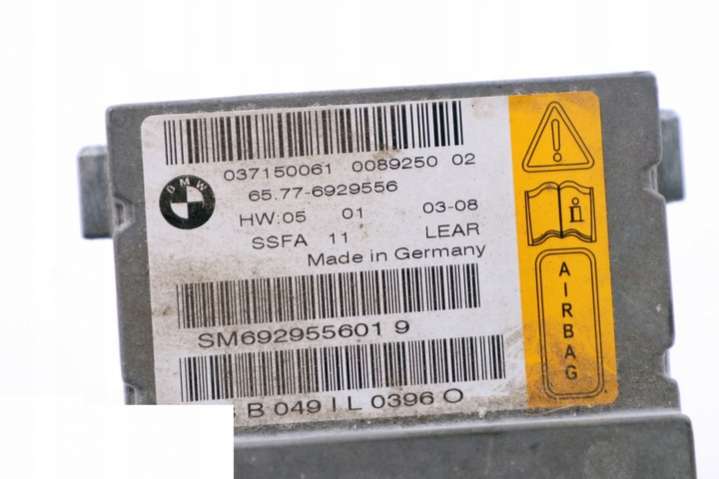 037150061 0089250 02
65.77-6929556
BMW
HW:05 01 03-08
SSFA 11 LEAR
Made in Germany
SM692955601 9
B 049 I L 0396 O
AIRBAG